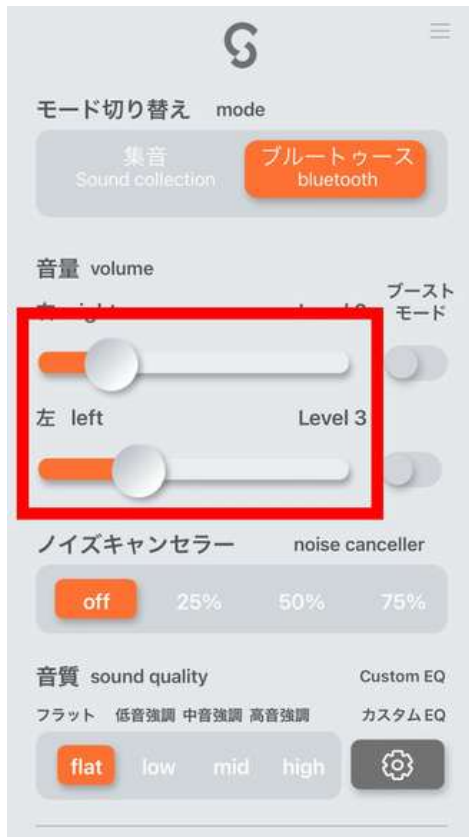 モード切り替え mode
集音
Sound collection
ブルートゥース
bluetooth
音量 volume
ブースト
モード
左 left Level 3
ノイズキャンセラー noise canceller
off 25% 50% 75%
音質 sound quality Custom EQ
フラット 低音強調 中音強調 高音強調 カスタムEQ
flat low mid high